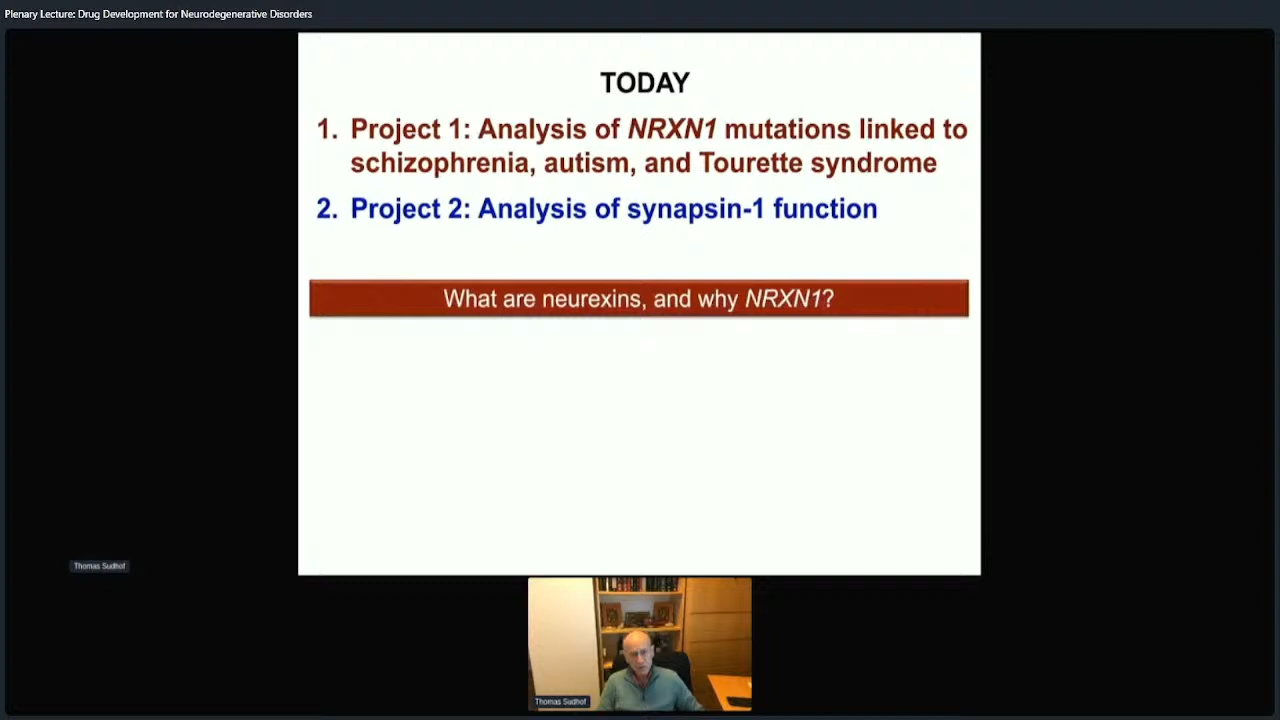 Plenary Lecture: Drug Development for Neurodegenerative Disorders
TODAY
1. Project 1: Analysis of NRXN1 mutations linked to
schizophrenia, autism, and Tourette syndrome
2. Project 2: Analysis of synapsin-1 function
What are neurexins, and why NRXN1?
Thomas Sudhof
Thomas Sudhof